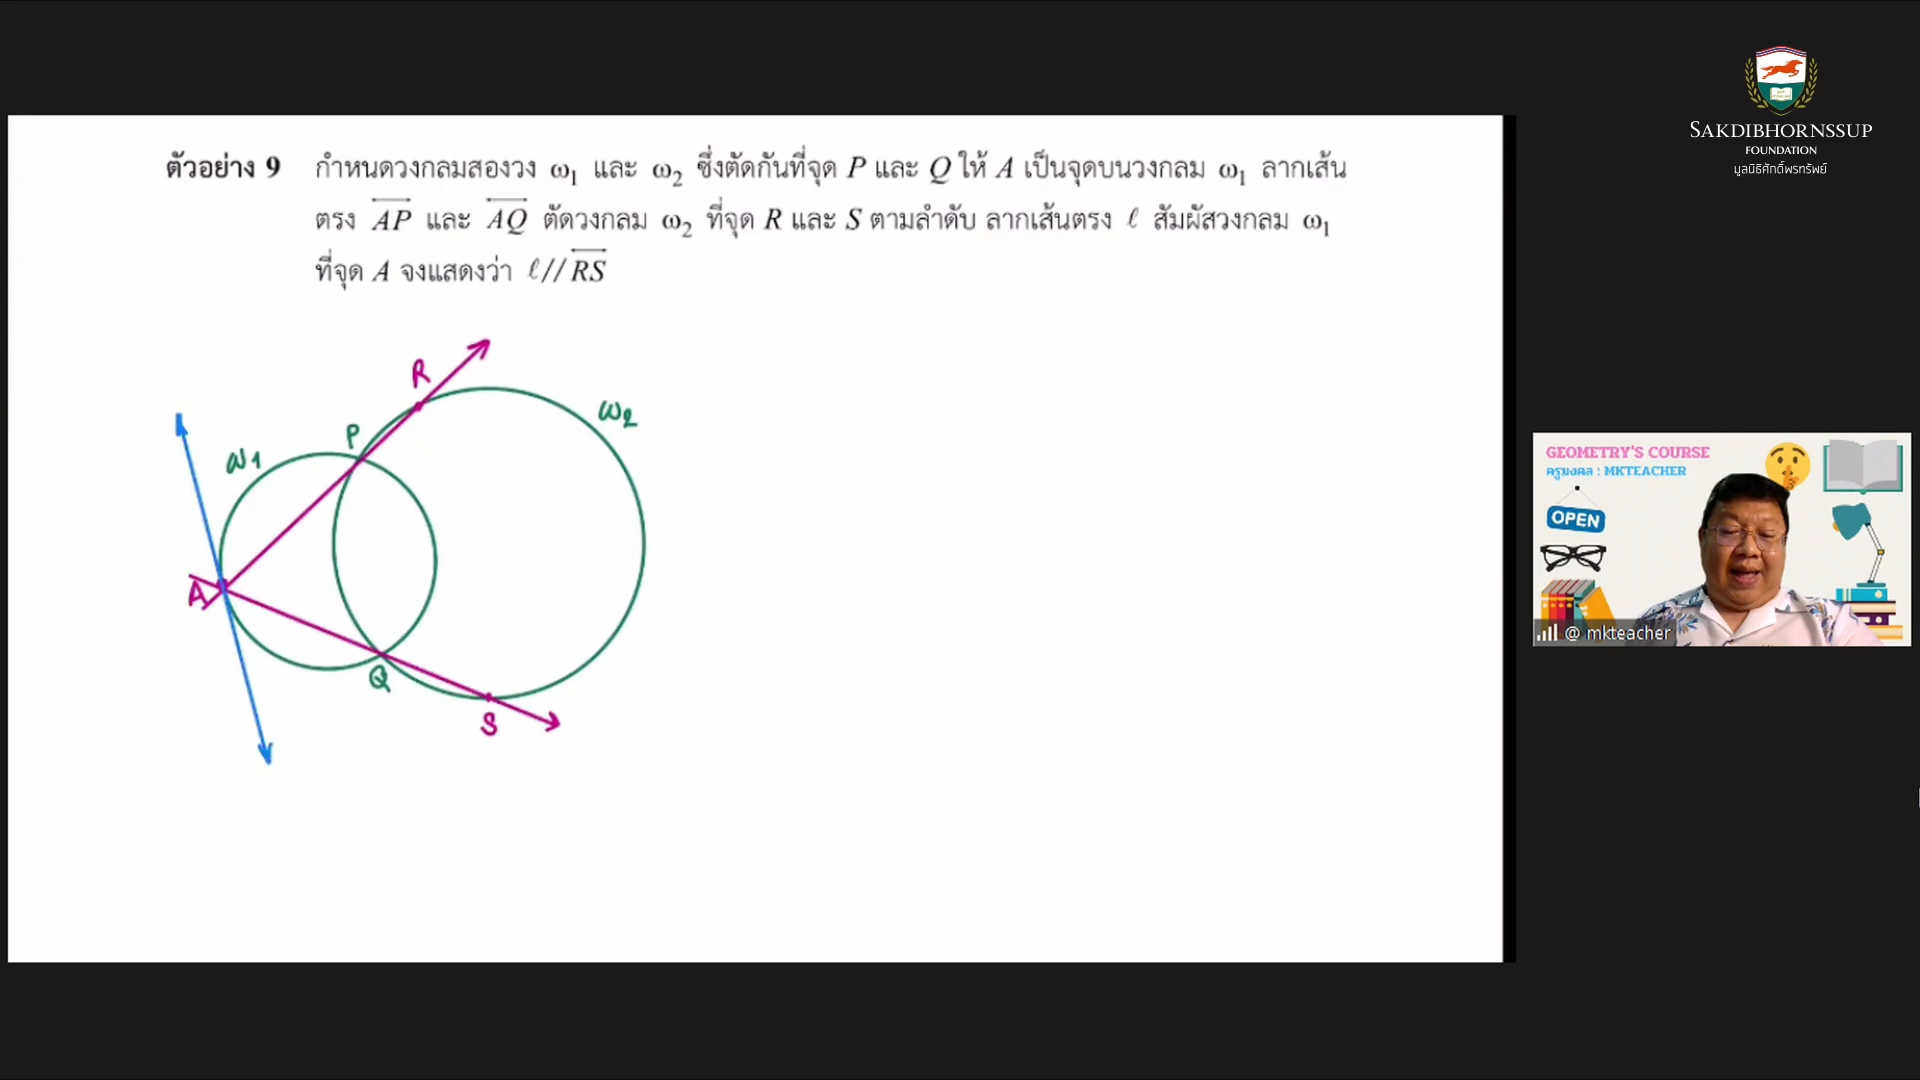 SAKDIBHORNSSUP
FOUNDATION
มูลนิธิศักดิ์พรทรัพย์
ตัวอย่าง 9 กำหนดวงกลมสองวง ω₁ และ ω₂ ซึ่งตัดกันที่จุด P และ Q ให้ A เป็นจุดบนวงกลม ω₁ ลากเส้น
ตรง AP และ AQ ตัดวงกลม ω₂ ที่จุด R และ S ตามลำดับ ลากเส้นตรง ℓ สัมผัสวงกลม ω₁
ที่จุด A จงแสดงว่า ℓ // RS
R
ω2
P
ω1
A
Q
S
GEOMETRY'S COURSE
ครูมงคล : MKTEACHER
OPEN
@ mkteacher